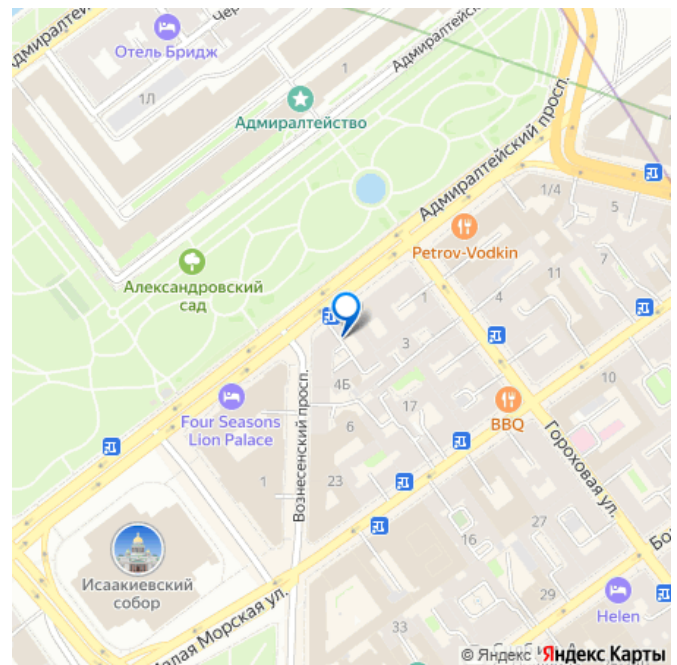 Отель Бридж
1
1Л
Адмиралтейство
Адмиралтейский просп.
1/4
5
Petrov-Vodkin
11
7
Александровский
сад
1
4
3
10
4Б
17
Four Seasons
Lion Palace
BBQ
6
Вознесенский просп.
Гороховая ул.
1
23
27
16
Исаакиевский
собор
29
Helen
Малая Морская ул.
33
© Яндекс
Яндекс Карты